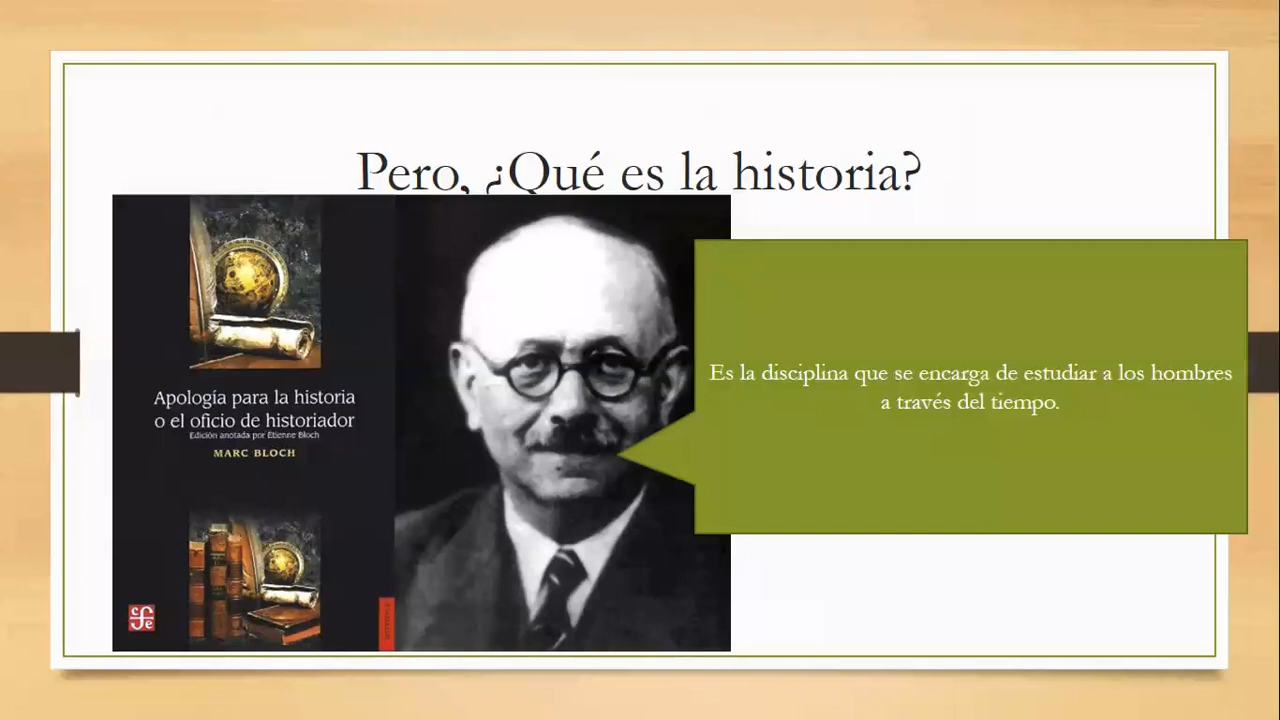 Pero, ¿Qué es la historia?
Apología para la historia
o el oficio de historiador
Edición anotada por Étienne Bloch
MARC BLOCH
Es la disciplina que se encarga de estudiar a los hombres
a través del tiempo.